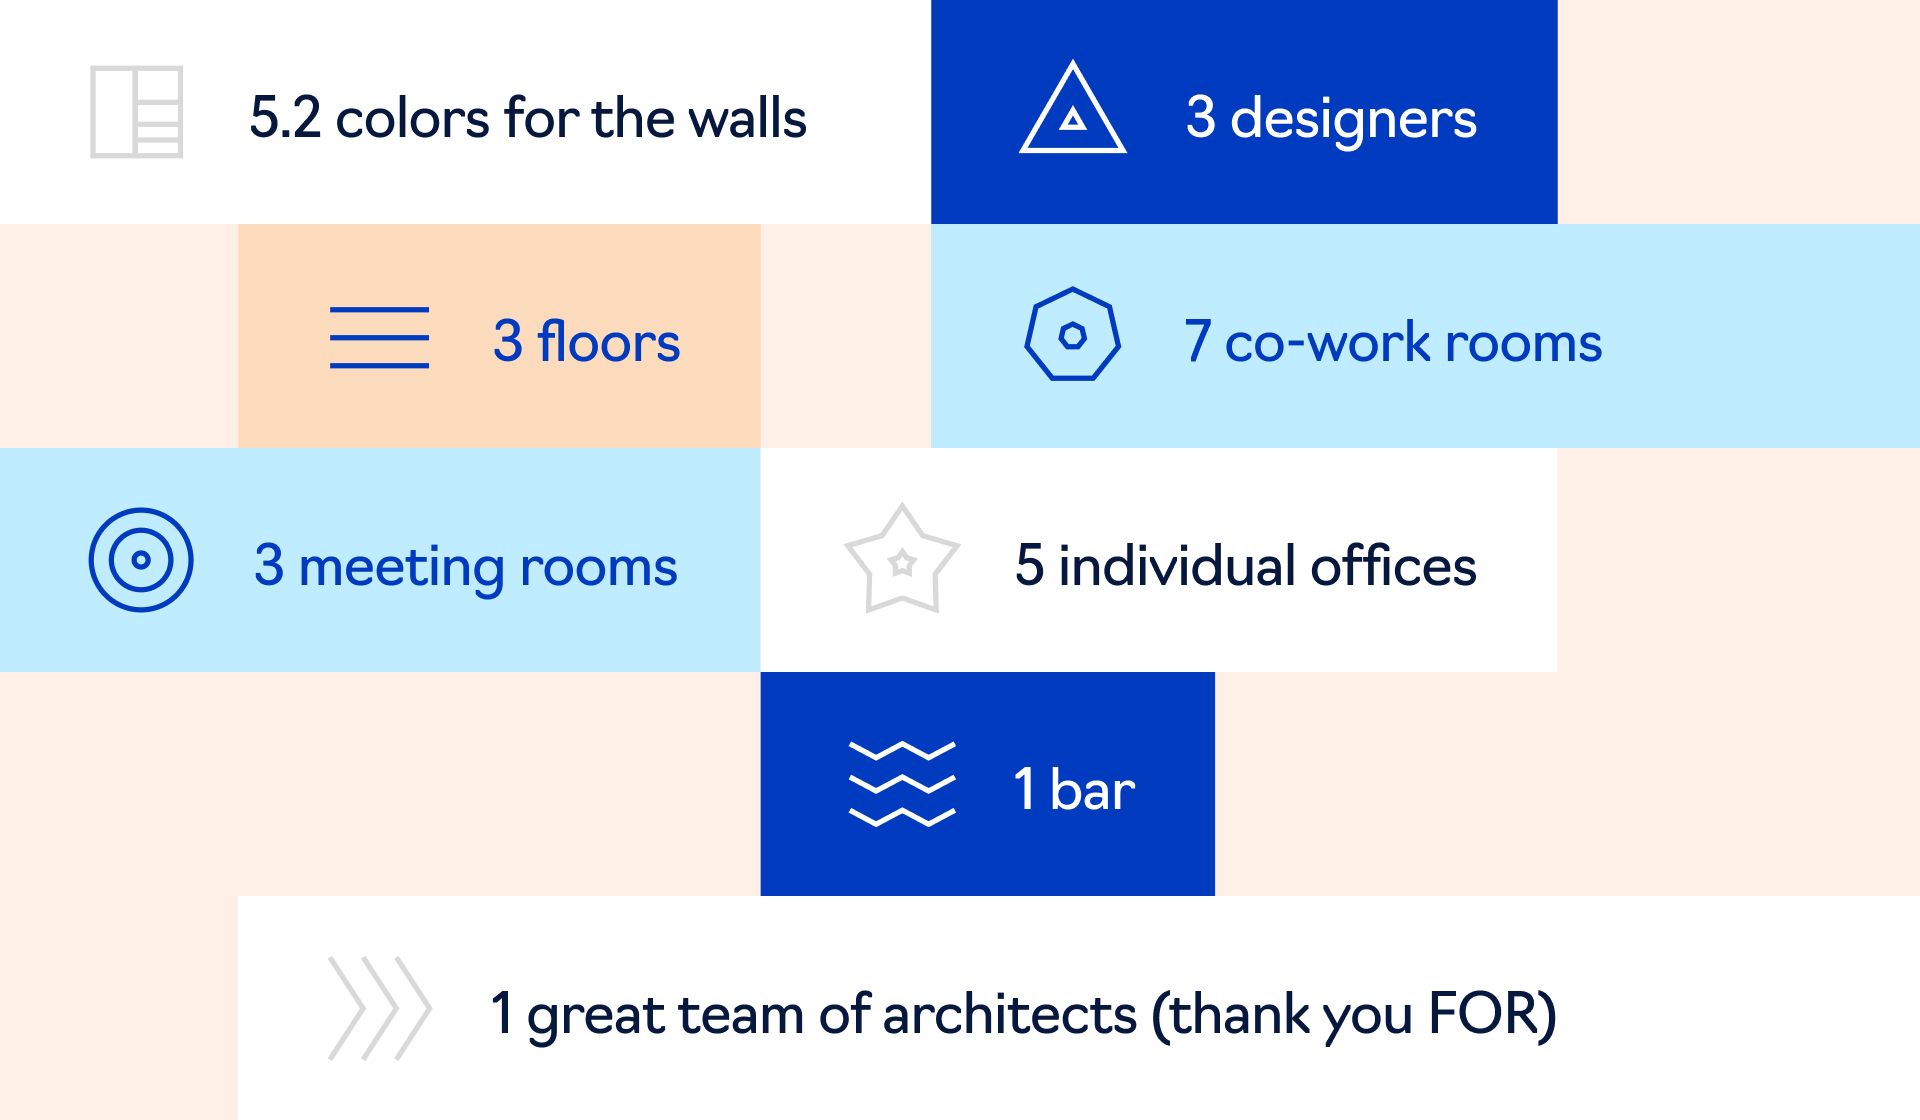 5.2 colors for the walls
3 designers
3 floors
7 co-work rooms
3 meeting rooms
5 individual offices
1 bar
1 great team of architects (thank you FOR)